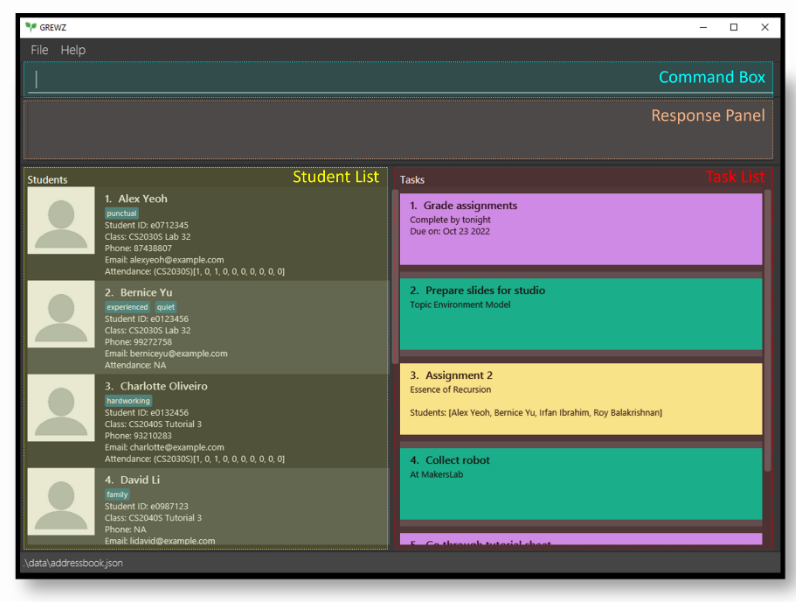 GREWZ
File Help
Command Box
Response Panel
Students
Student List
1. Alex Yeoh
punctual
Student ID: e0712345
Class: CS2030S Lab 32
Phone: 87438807
Email: alexyeoh@example.com
Attendance: (CS2030S)[1, 0, 1, 0, 0, 0, 0, 0, 0, 0]
2. Bernice Yu
experienced quiet
Student ID: e0123456
Class: CS2030S Lab 32
Phone: 99272758
Email: berniceyu@example.com
Attendance: NA
3. Charlotte Oliveiro
hardworking
Student ID: e0132456
Class: CS2040S Tutorial 3
Phone: 93210283
Email: charlotte@example.com
Attendance: (CS2030S)[1, 0, 1, 0, 0, 0, 0, 0, 0, 0]
4. David Li
family
Student ID: e0987123
Class: CS2040S Tutorial 3
Phone: NA
Email: lidavid@example.com
Tasks
Task List
1. Grade assignments
Complete by tonight
Due on: Oct 23 2022
2. Prepare slides for studio
Topic Environment Model
3. Assignment 2
Essence of Recursion
Students: [Alex Yeoh, Bernice Yu, Irfan Ibrahim, Roy Balakrishnan]
4. Collect robot
At MakersLab
5. Go through tutorial sheet
.\data\addressbook.json